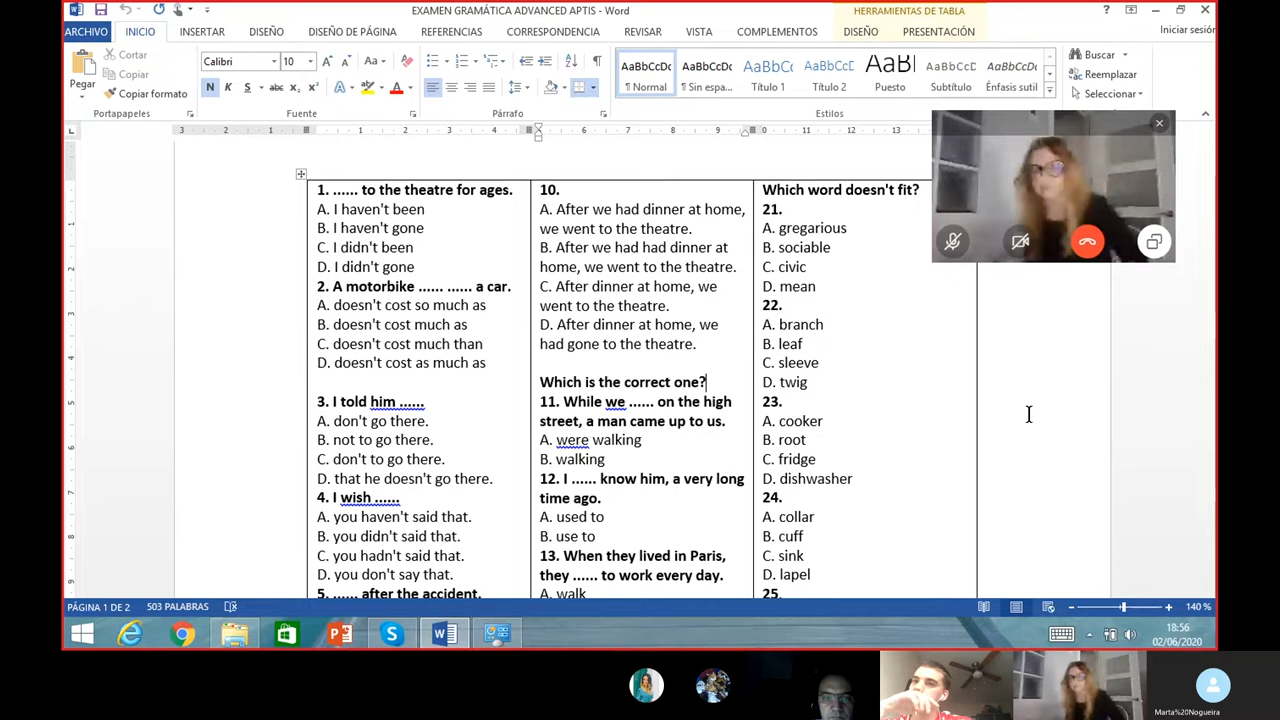 EXAMEN GRAMÁTICA ADVANCED APTIS - Word
HERRAMIENTAS DE TABLA
ARCHIVO
INICIO
INSERTAR
DISEÑO
DISEÑO DE PÁGINA
REFERENCIAS
CORRESPONDENCIA
REVISAR
VISTA
COMPLEMENTOS
DISEÑO
PRESENTACIÓN
Iniciar sesión
Pegar
Cortar
Copiar
Copiar formato
Portapapeles
Calibri
10
Fuente
Párrafo
AaBbCcDc
¶ Normal
AaBbCcDc
¶ Sin espa...
AaBbC
Título 1
AaBbCcD
Título 2
AaBl
Puesto
AaBbCcD
Subtítulo
AaBbCcDc
Énfasis sutil
Estilos
Buscar
Reemplazar
Seleccionar
1. ...... to the theatre for ages.
A. I haven't been
B. I haven't gone
C. I didn't been
D. I didn't gone
2. A motorbike ...... ...... a car.
A. doesn't cost so much as
B. doesn't cost much as
C. doesn't cost much than
D. doesn't cost as much as
3. I told him ......
A. don't go there.
B. not to go there.
C. don't to go there.
D. that he doesn't go there.
4. I wish ......
A. you haven't said that.
B. you didn't said that.
C. you hadn't said that.
D. you don't say that.
5. ...... after the accident.
10.
A. After we had dinner at home,
we went to the theatre.
B. After we had had dinner at
home, we went to the theatre.
C. After dinner at home, we
went to the theatre.
D. After dinner at home, we
had gone to the theatre.
Which is the correct one?
11. While we ...... on the high
street, a man came up to us.
A. were walking
B. walking
12. I ...... know him, a very long
time ago.
A. used to
B. use to
13. When they lived in Paris,
they ...... to work every day.
A. walk
Which word doesn't fit?
21.
A. gregarious
B. sociable
C. civic
D. mean
22.
A. branch
B. leaf
C. sleeve
D. twig
23.
A. cooker
B. root
C. fridge
D. dishwasher
24.
A. collar
B. cuff
C. sink
D. lapel
25.
PÁGINA 1 DE 2
503 PALABRAS
140 %
18:56
02/06/2020
Marta%20Nogueira